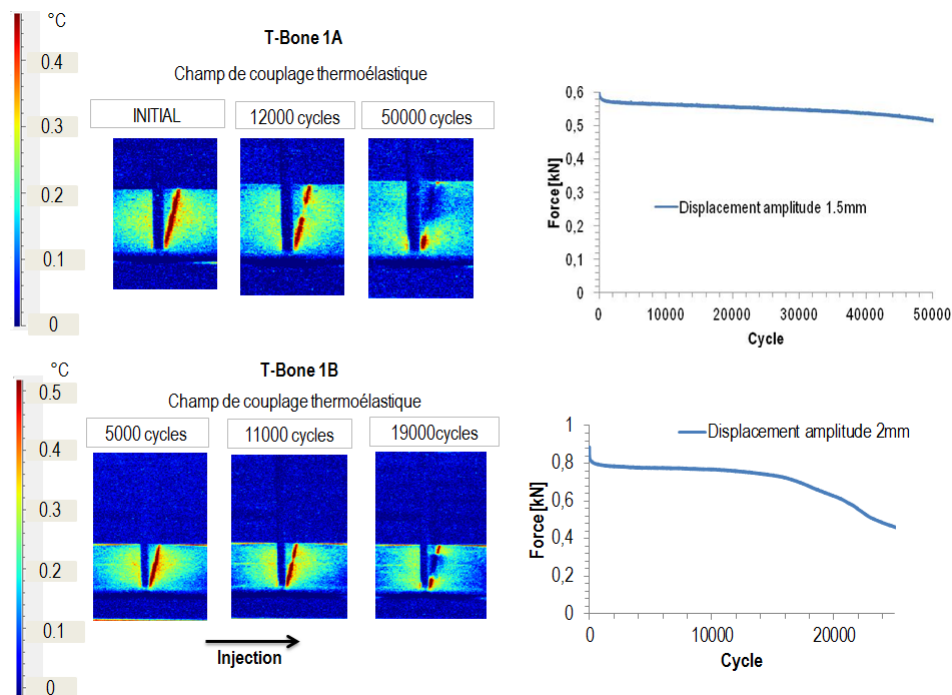 °C
0.4
0.3
0.2
0.1
0
T-Bone 1A
Champ de couplage thermoélastique
INITIAL
12000 cycles
50000 cycles
0,6
0,5
0,4
0,3
0,2
0,1
0
Force[kN]
Displacement amplitude 1.5mm
0 10000 20000 30000 40000 50000
Cycle
°C
0.5
0.4
0.3
0.2
0.1
0
T-Bone 1B
Champ de couplage thermoélastique
5000 cycles
11000 cycles
19000cycles
Injection
1
0,8
0,6
0,4
0,2
0
Force[kN]
Displacement amplitude 2mm
0 10000 20000
Cycle